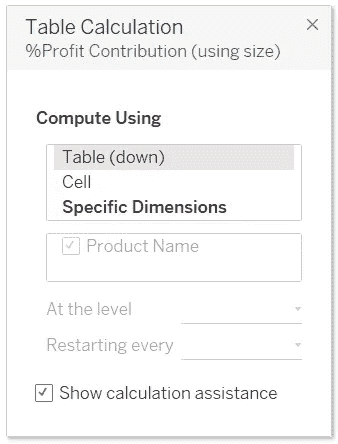 Table Calculation
%Profit Contribution (using size)
Compute Using
Table (down)
Cell
Specific Dimensions
Product Name
At the level
Restarting every
Show calculation assistance